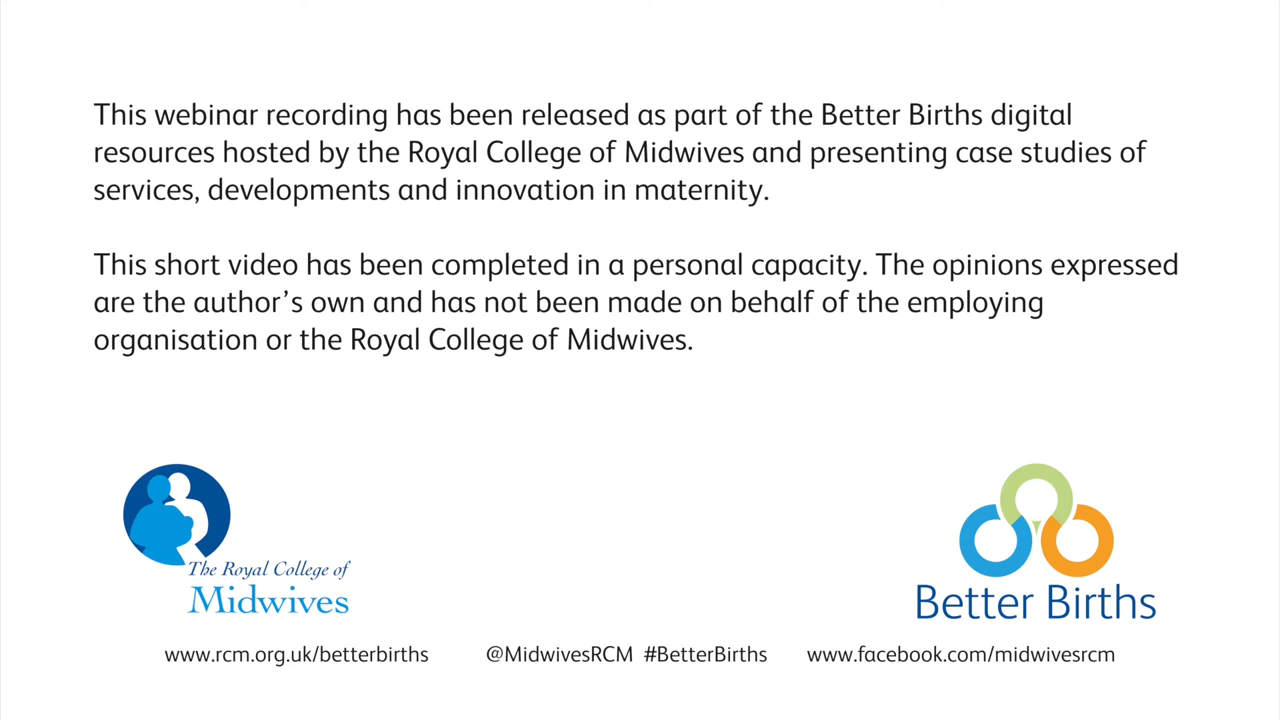 This webinar recording has been released as part of the Better Births digital
resources hosted by the Royal College of Midwives and presenting case studies of
services, developments and innovation in maternity.
This short video has been completed in a personal capacity. The opinions expressed
are the author's own and has not been made on behalf of the employing
organisation or the Royal College of Midwives.
The Royal College of
Midwives
Better Births
www.rcm.org.uk/betterbirths @MidwivesRCM #BetterBirths www.facebook.com/midwivesrcm